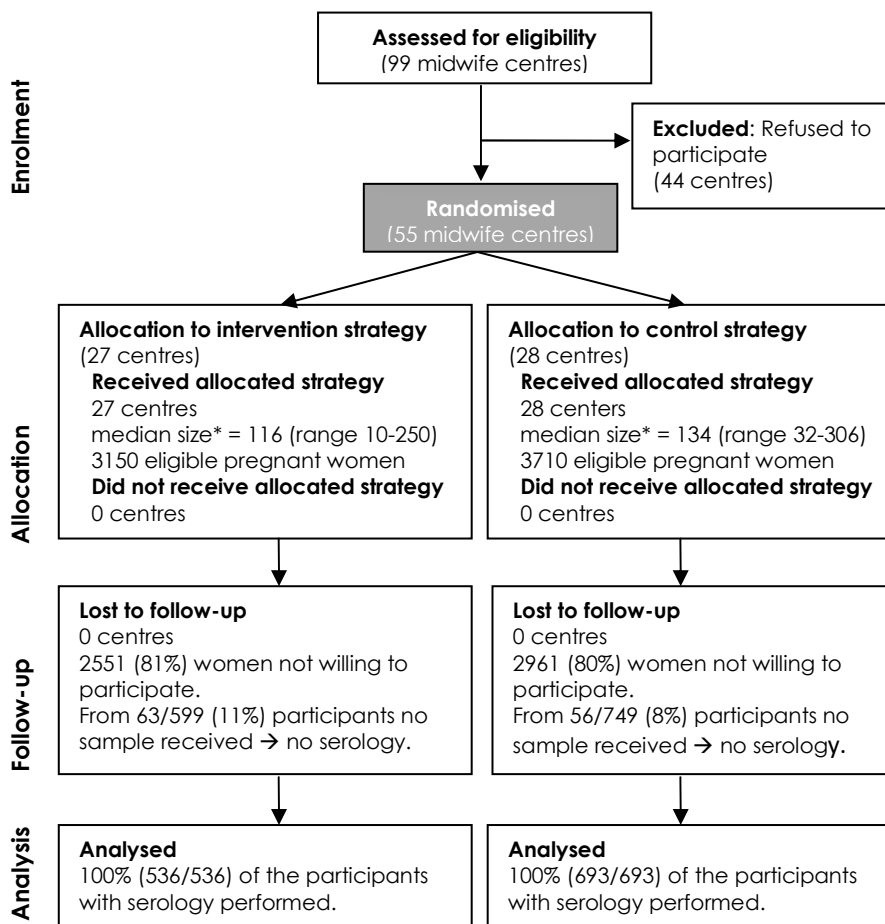 Enrolment
Assessed for eligibility
(99 midwife centres)
Excluded: Refused to
participate
(44 centres)
Randomised
(55 midwife centres)
Allocation
Allocation to intervention strategy
(27 centres)
Received allocated strategy
27 centres
median size* = 116 (range 10-250)
3150 eligible pregnant women
Did not receive allocated strategy
0 centres
Allocation to control strategy
(28 centres)
Received allocated strategy
28 centers
median size* = 134 (range 32-306)
3710 eligible pregnant women
Did not receive allocated strategy
0 centres
Follow-up
Lost to follow-up
0 centres
2551 (81%) women not willing to
participate.
From 63/599 (11%) participants no
sample received → no serology.
Lost to follow-up
0 centres
2961 (80%) women not willing to
participate.
From 56/749 (8%) participants no
sample received → no serology.
Analysis
Analysed
100% (536/536) of the participants
with serology performed.
Analysed
100% (693/693) of the participants
with serology performed.